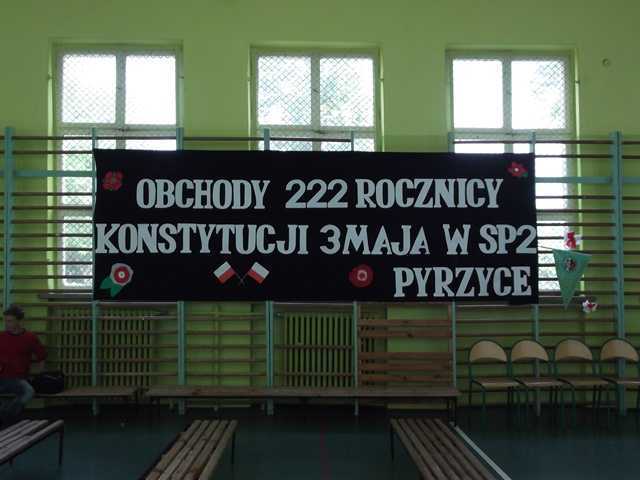 OBCHODY 222 ROCZNICY
KONSTYTUCJI 3 MAJA W SP2
PYRZYCE